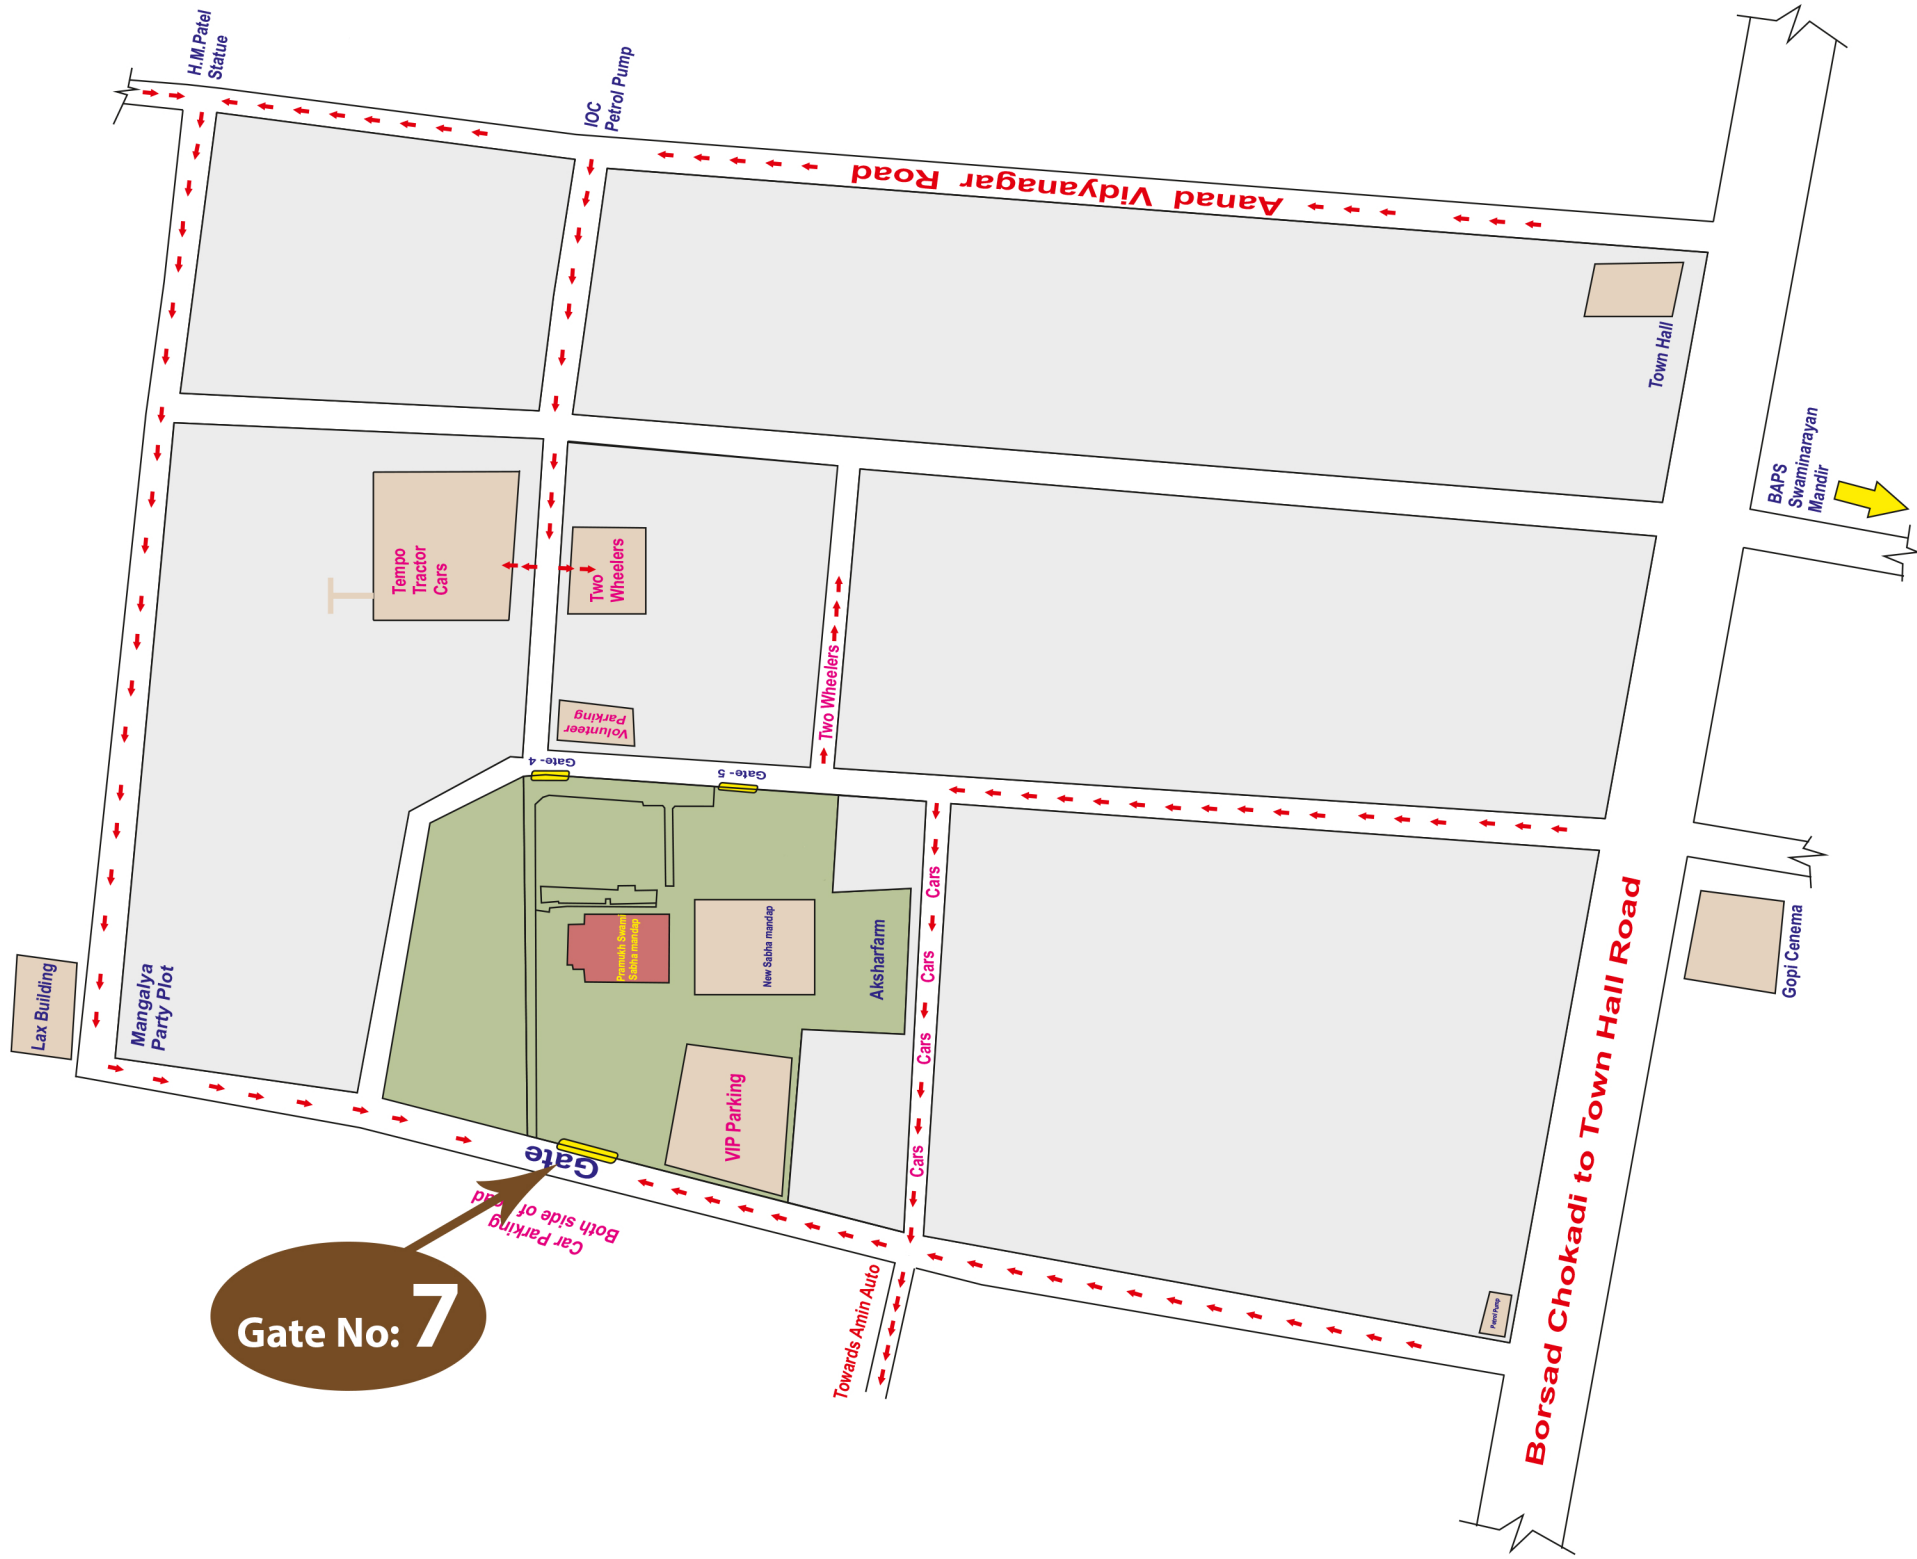 H.M.Patel
Statue
IOC
Petrol Pump
Aanad Vidyanagar Road
Town Hall
BAPS
Swaminarayan
Mandir
Tempo
Tractor
Cars
Two
Wheelers
Two Wheelers
Volunteer
Parking
Gate- 4
Gate- 5
Cars
Cars
Cars
Cars
Pramukh Swami
Sabha mandap
New Sabha mandap
Aksharfarm
VIP Parking
Lax Building
Mangalya
Party Plot
Gopi Cenema
Borsad Chokadi to Town Hall Road
Gate
Car Parking
Both side of
Gate No: 7
Towards Amin Auto
Patrol Pump